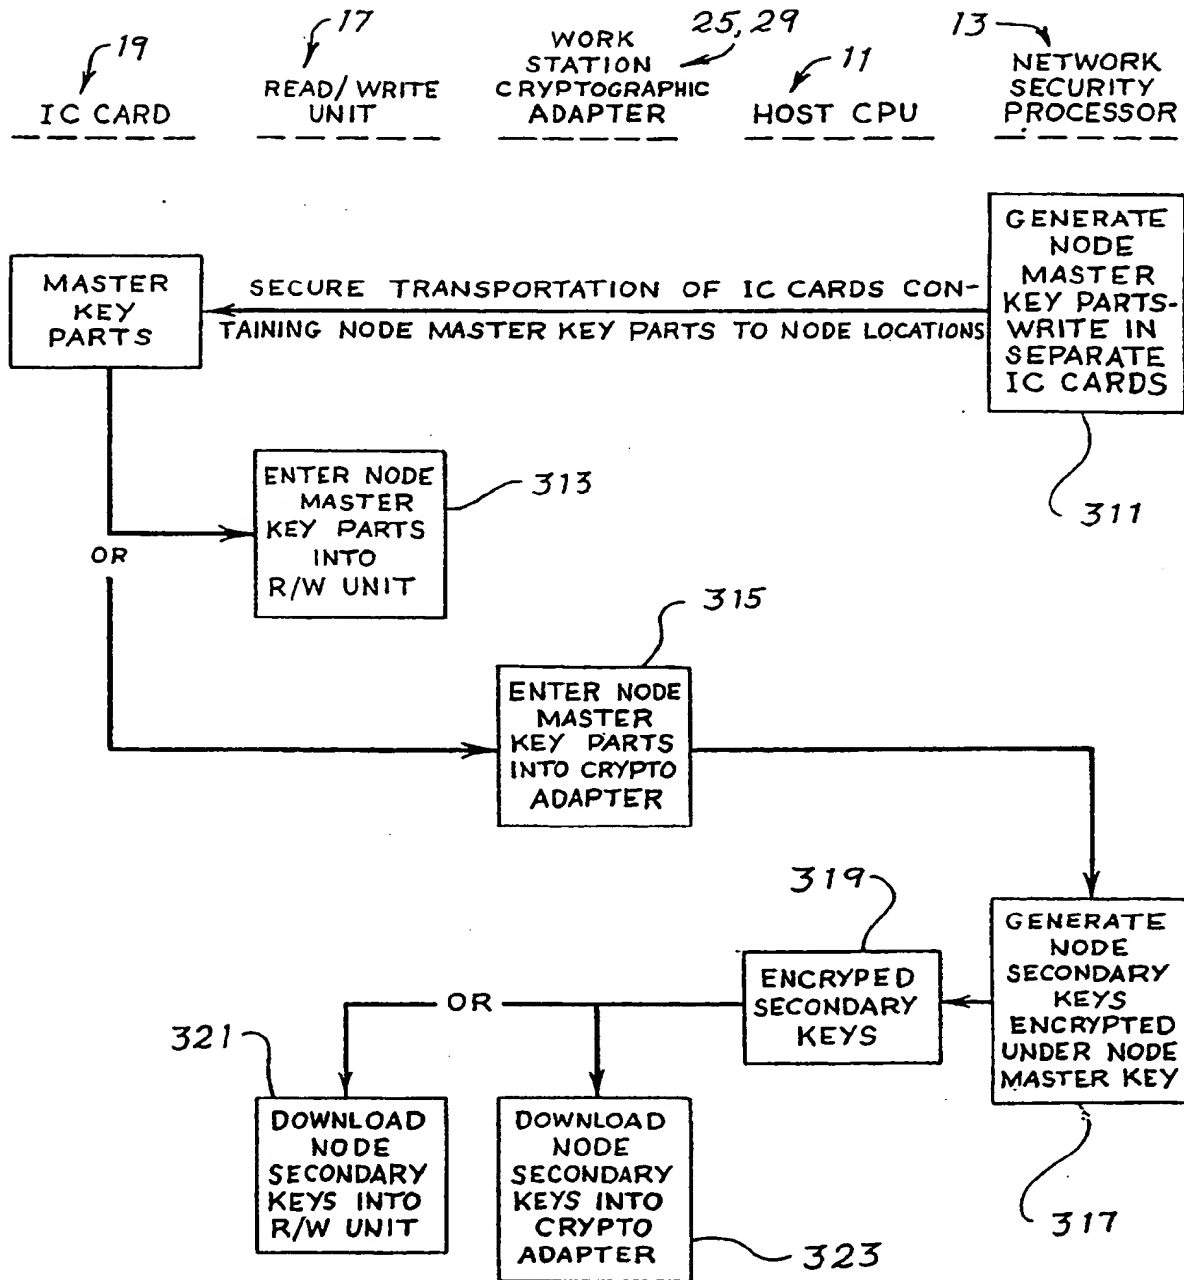 19
IC CARD
17
READ/WRITE
UNIT
25, 29
WORK
STATION
CRYPTOGRAPHIC
ADAPTER
11
HOST CPU
13
NETWORK
SECURITY
PROCESSOR
GENERATE
NODE
MASTER
KEY PARTS-
WRITE IN
SEPARATE
IC CARDS
311
SECURE TRANSPORTATION OF IC CARDS CON-
TAINING NODE MASTER KEY PARTS TO NODE LOCATIONS
MASTER
KEY
PARTS
OR
ENTER NODE
MASTER
KEY PARTS
INTO
R/W UNIT
313
ENTER NODE
MASTER
KEY PARTS
INTO CRYPTO
ADAPTER
315
GENERATE
NODE
SECONDARY
KEYS
ENCRYPTED
UNDER NODE
MASTER KEY
317
ENCRYPED
SECONDARY
KEYS
319
OR
321
DOWNLOAD
NODE
SECONDARY
KEYS INTO
R/W UNIT
DOWNLOAD
NODE
SECONDARY
KEYS INTO
CRYPTO
ADAPTER
323